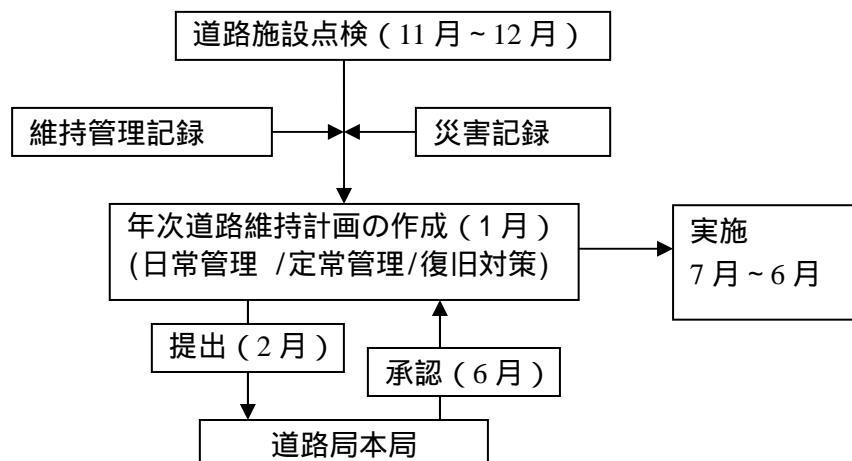 道路施設点検（11月~12月）
維持管理記録
災害記録
年次道路維持計画の作成（1月）
(日常管理 /定常管理/復旧対策)
実施
7月~6月
提出（2月）
承認（6月）
道路局本局